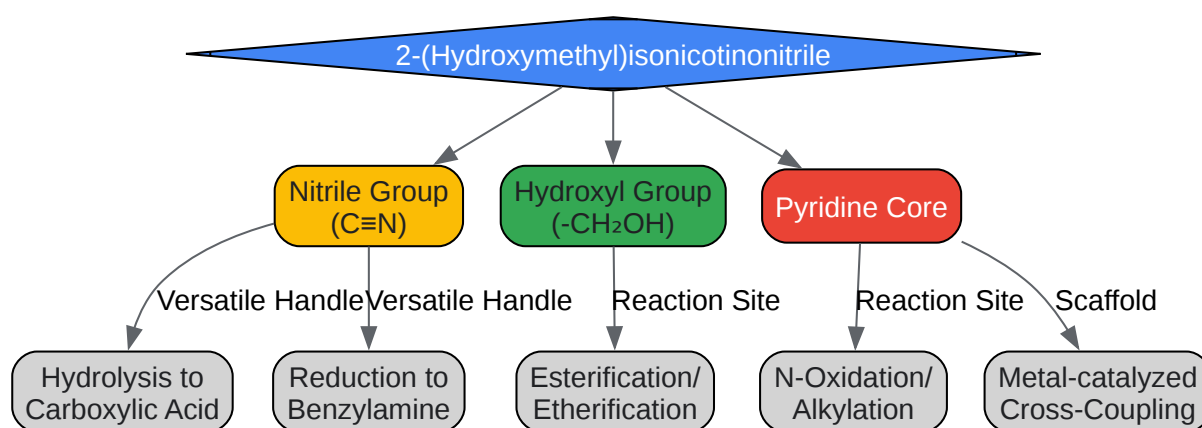 2-(Hydroxymethyl)isonicotinonitrile
Nitrile Group
(C≡N)
Hydroxyl Group
(-CH₂OH)
Pyridine Core
Versatile Handle
Versatile Handle
Reaction Site
Reaction Site
Scaffold
Hydrolysis to
Carboxylic Acid
Reduction to
Benzylamine
Esterification/
Etherification
N-Oxidation/
Alkylation
Metal-catalyzed
Cross-Coupling